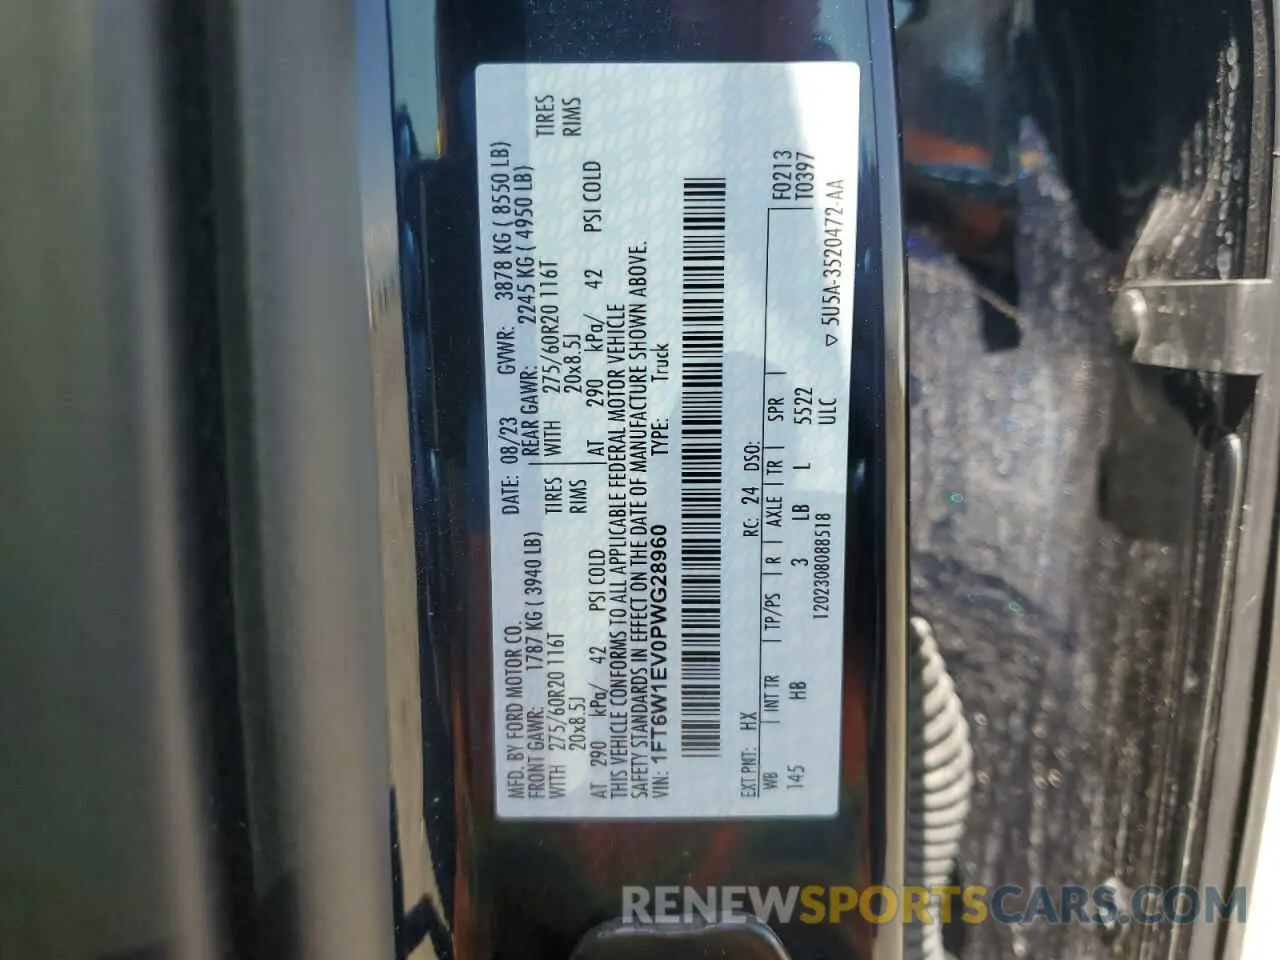 MFD. BY FORD MOTOR CO. DATE: 08/23 GVWR: 3878 KG ( 8550 LB)
FRONT GAWR: 1787 KG ( 3940 LB) REAR GAWR: 2245 KG ( 4950 LB)
WITH 275/60R20 116T TIRES WITH 275/60R20 116T TIRES
20x8.5J RIMS 20x8.5J RIMS
AT 290 kPa/ 42 PSI COLD AT 290 kPa/ 42 PSI COLD
THIS VEHICLE CONFORMS TO ALL APPLICABLE FEDERAL MOTOR VEHICLE
SAFETY STANDARDS IN EFFECT ON THE DATE OF MANUFACTURE SHOWN ABOVE.
VIN: 1FT6W1EV0PWG28960 TYPE: Truck
EXT PNT: HX RC: 24 DSO: F0213
WB INT TR TP/PS R AXLE TR SPR T0397
145 HB 3 LB L 5522
1202308088518 ULC ▽ 5U5A-3520472-AA
RENEWSPORTSCARS.COM